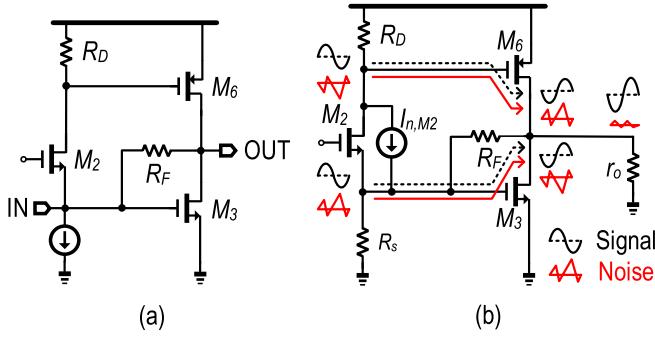 R_D
M_6
M_2
R_F
OUT
IN
M_3
(a)
R_D
M_6
M_2
I_n,M2
R_F
r_o
M_3
R_s
Signal
Noise
(b)